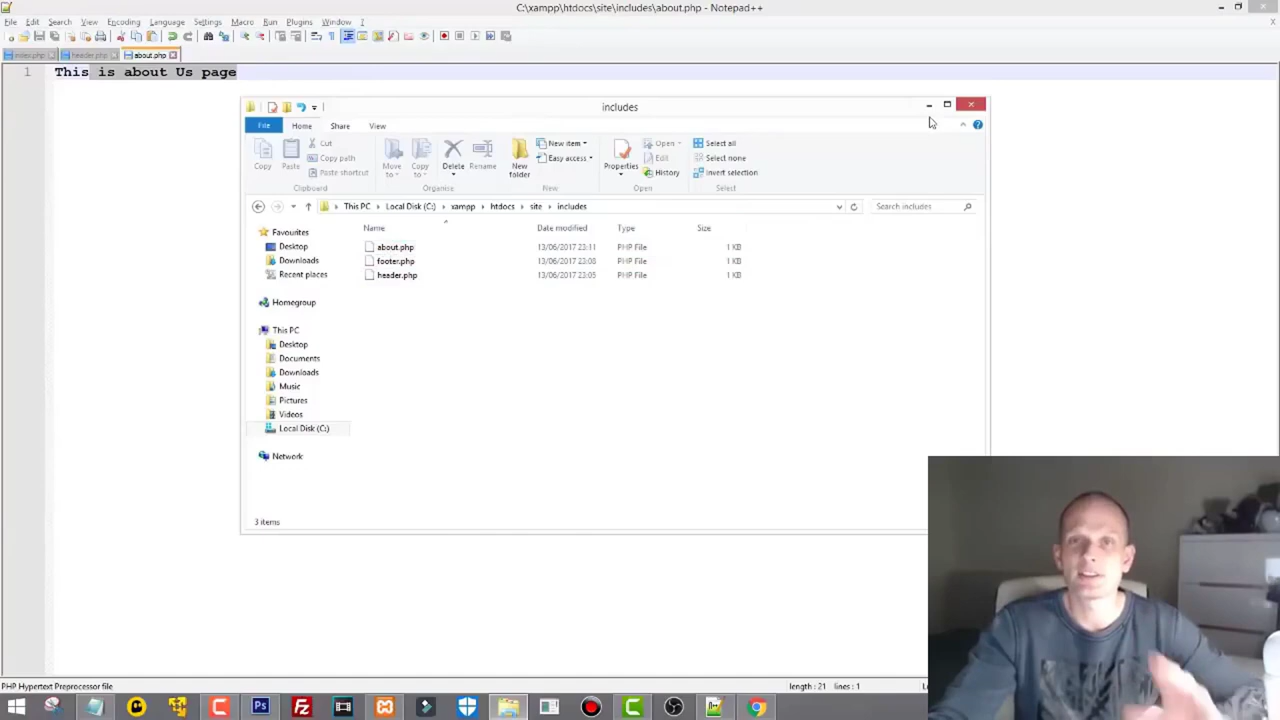 C:\xampp\htdocs\site\includes\about.php - Notepad++
File Edit Search View Encoding Language Settings Macro Run Plugins Window ?
index.php header.php about.php
1 This is about Us page
includes
File Home Share View
Copy Paste Cut
Copy path
Paste shortcut
Move to Copy to Delete Rename New folder
New item
Easy access
Properties Open
Edit
History
Select all
Select none
Invert selection
Clipboard Organise New Open Select
This PC Local Disk (C:) xampp htdocs site includes Search includes
Name Date modified Type Size
about.php 13/06/2017 23:11 PHP File 1 KB
footer.php 13/06/2017 23:08 PHP File 1 KB
header.php 13/06/2017 23:05 PHP File 1 KB
Favourites
Desktop
Downloads
Recent places
Homegroup
This PC
Desktop
Documents
Downloads
Music
Pictures
Videos
Local Disk (C:)
Network
3 items
PHP Hypertext Preprocessor file length : 21 lines : 1